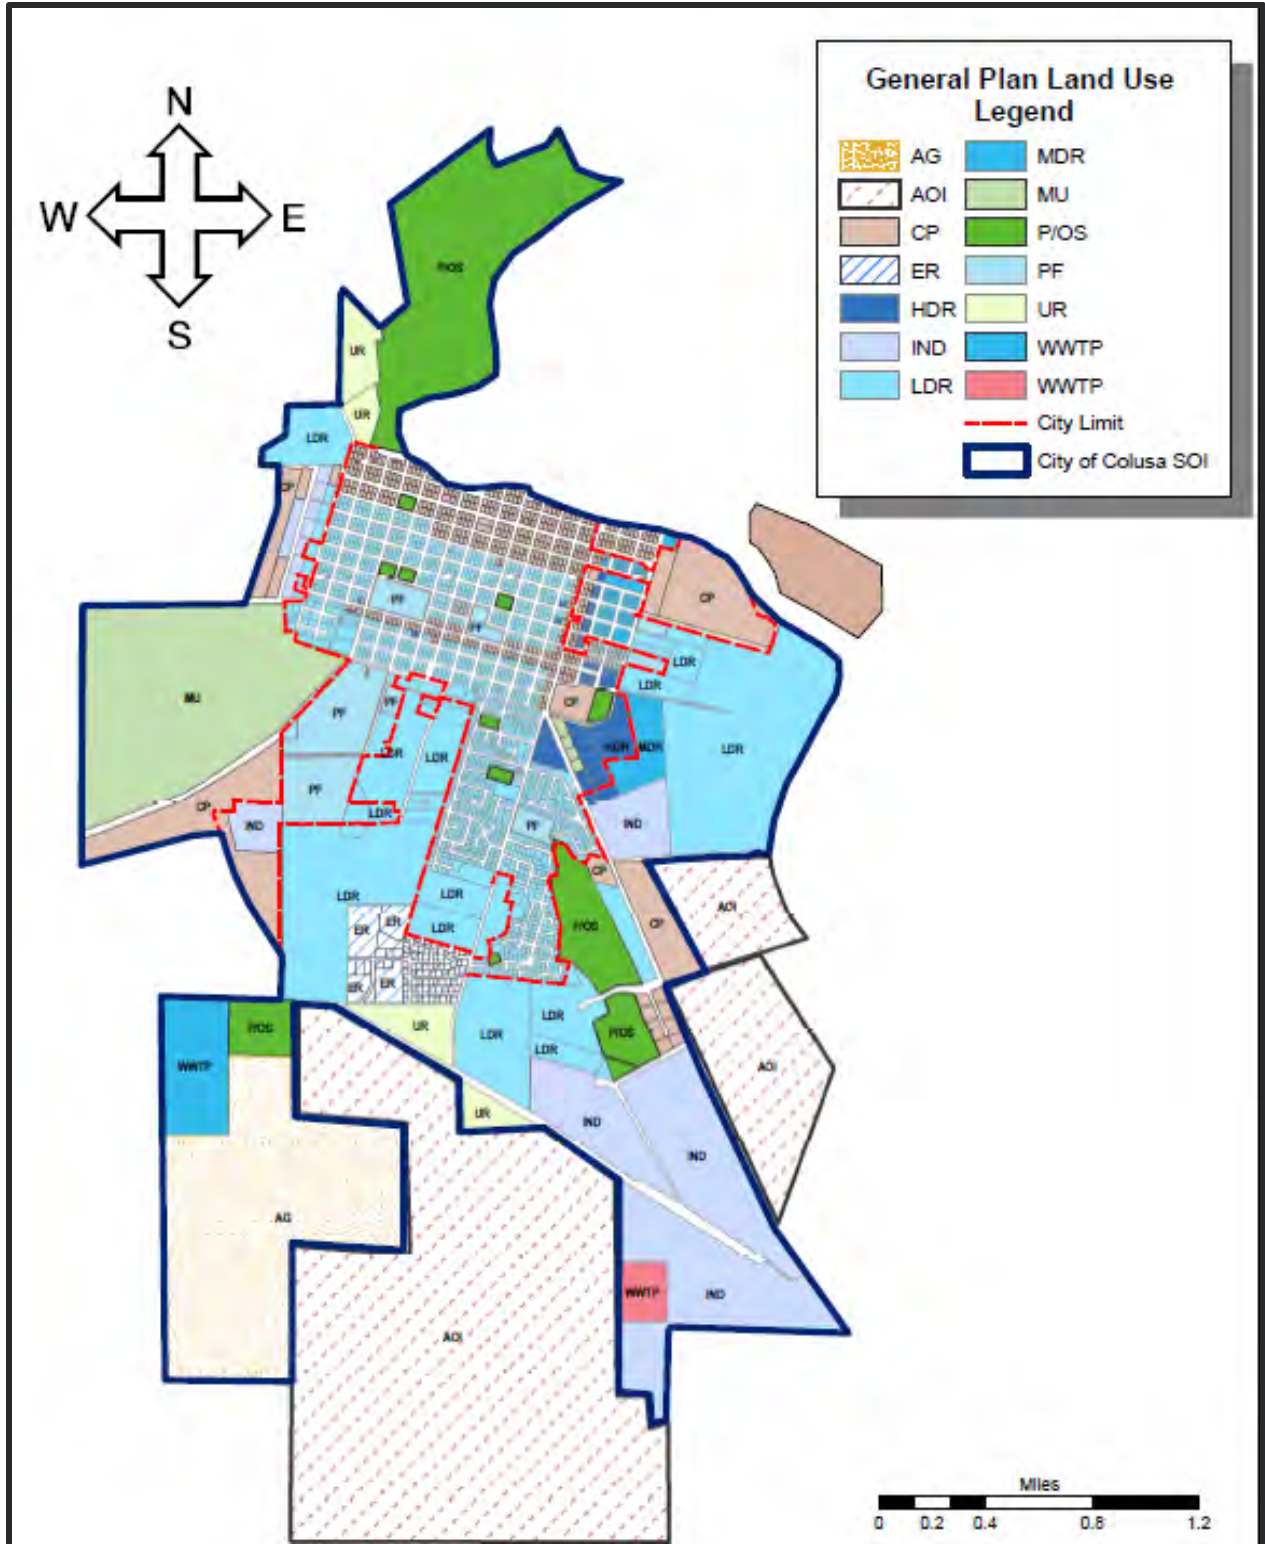 General Plan Land Use
Legend
AG MDR
AOI MU
CP P/OS
ER PF
HDR UR
IND WWTP
LDR WWTP
City Limit
City of Colusa SOI
N
W E
S
P/OS
UR
UR
LDR
CP
CP
PF
PF
LDR
LDR
MU
PF
PF
CP
LDR
LDR
HDR
MDR
LDR
PF
CP
IND
LDR
PF
IND
CP
LDR
LDR
ER
ER
LDR
P/OS
CP
AOI
ER
ER
WWTP
P/OS
UR
LDR
LDR
LDR
P/OS
AOI
UR
IND
IND
AG
WWTP
IND
AOI
Miles
0 0.2 0.4 0.8 1.2